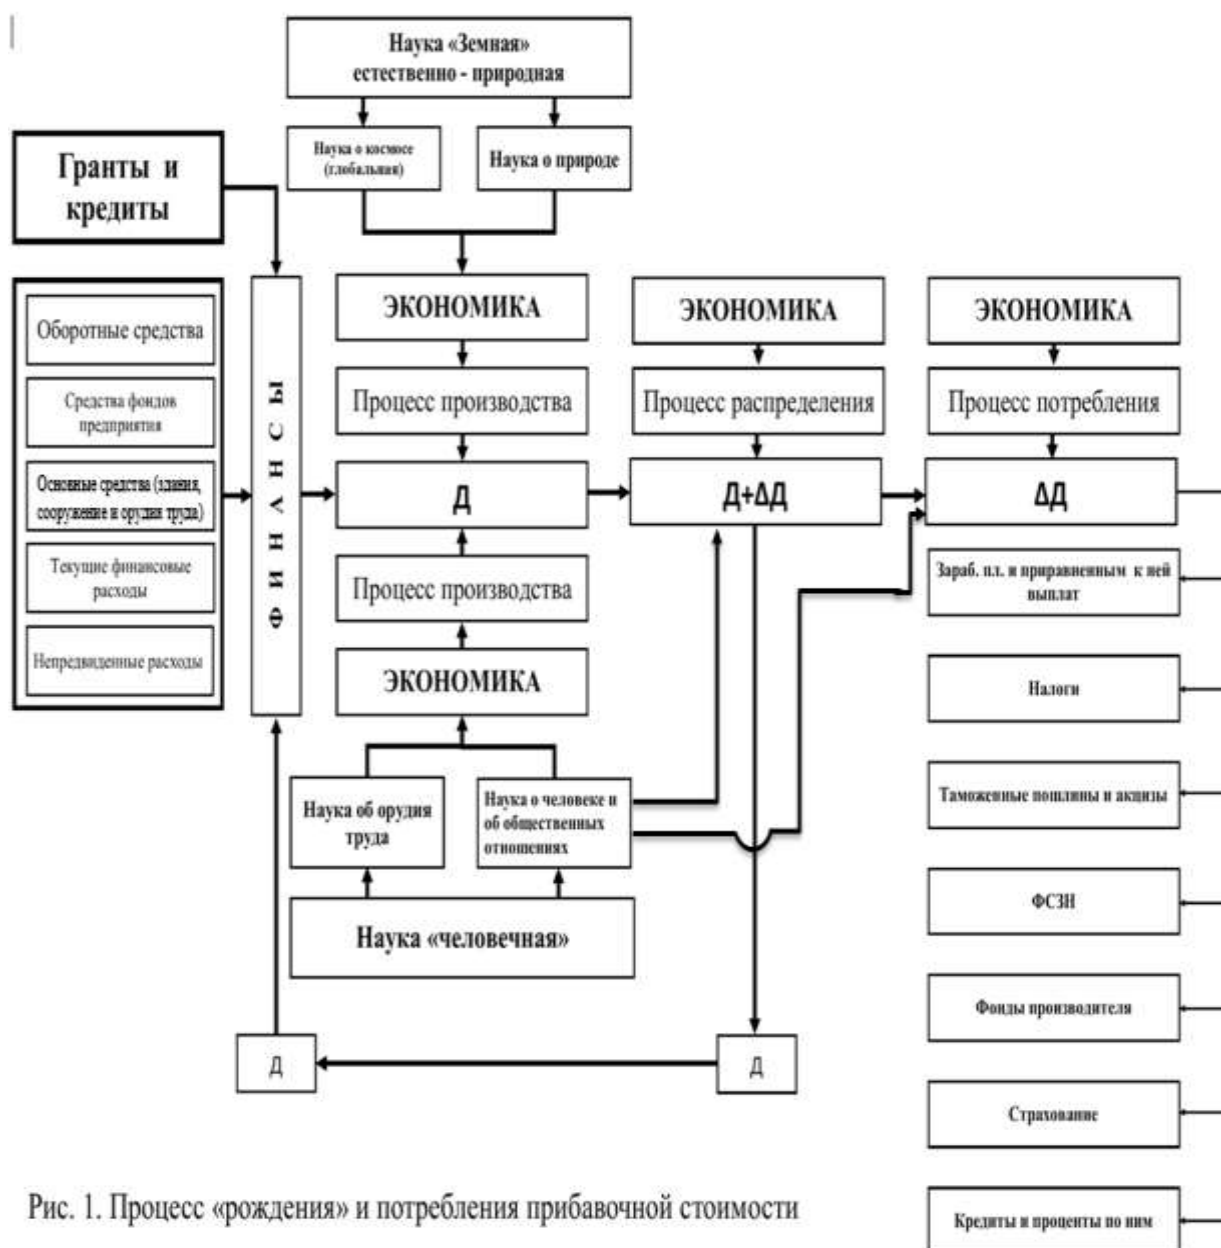 Наука «Земная»
естественно - природная
Гранты и
кредиты
Наука о космосе
(глобальная)
Наука о природе
Оборотные средства
Средства фондов
предприятия
Основные средства (здания,
сооружение и орудия труда)
Текущие финансовые
расходы
Непредвиденные расходы
ФИНАНСЫ
ЭКОНОМИКА
Процесс производства
Д
Процесс производства
ЭКОНОМИКА
Наука об орудия
труда
Наука о человеке и
об общественных
отношениях
Наука «человечная»
ЭКОНОМИКА
Процесс распределения
Д+ΔД
ЭКОНОМИКА
Процесс потребления
ΔД
Зараб. пл. и приравненным к ней
выплат
Налоги
Таможенные пошлины и акцизы
ФСЗН
Фонды производителя
Страхование
Кредиты и проценты по ним
Д
Д
Рис. 1. Процесс «рождения» и потребления прибавочной стоимости